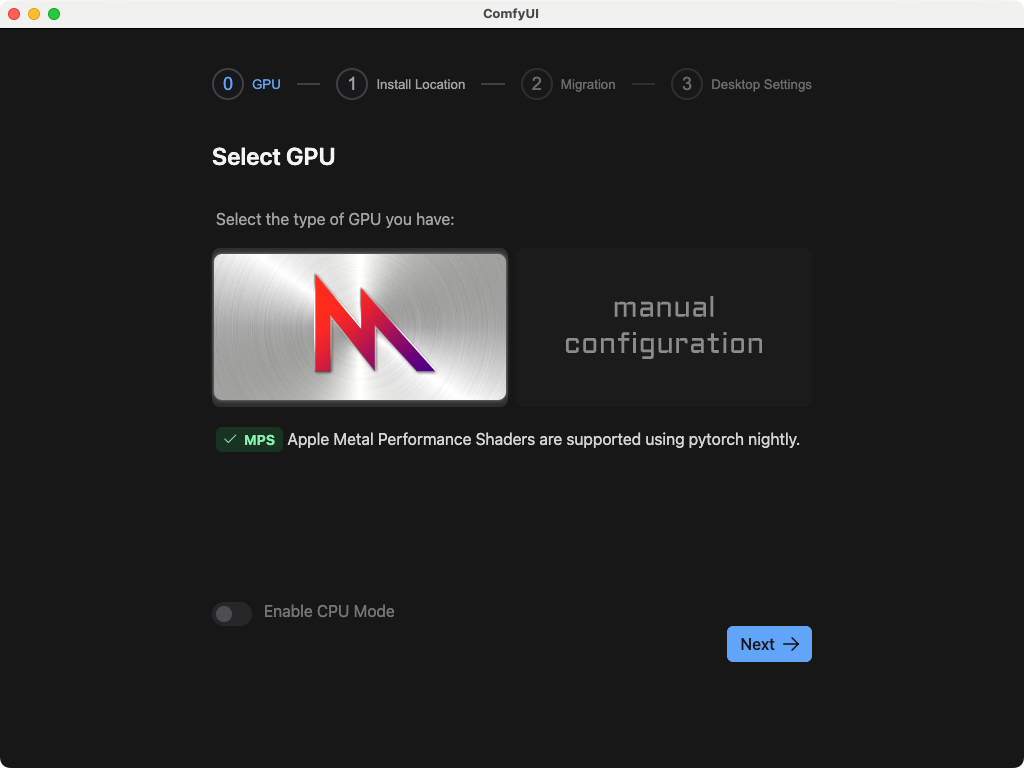 ComfyUI
0 GPU 1 Install Location 2 Migration 3 Desktop Settings
Select GPU
Select the type of GPU you have:
manual
configuration
MPS Apple Metal Performance Shaders are supported using pytorch nightly.
Enable CPU Mode
Next